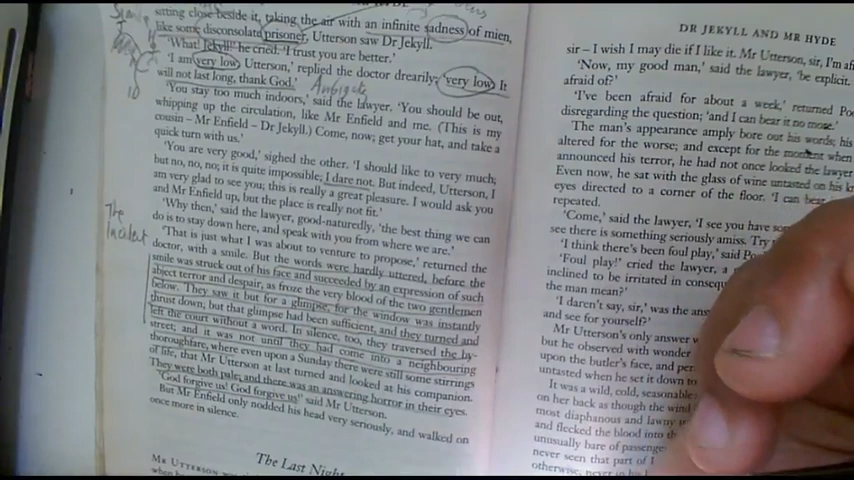 sitting close beside it, taking the air with an infinite sadness of mien,
like some disconsolate prisoner, Utterson saw Dr Jekyll.
'What! Jekyll!' he cried. 'I trust you are better.'
'I am very low, Utterson,' replied the doctor drearily, 'very low. It
will not last long, thank God.'
'You stay too much indoors,' said the lawyer. 'You should be out,
whipping up the circulation, like Mr Enfield and me. (This is my
cousin – Mr Enfield – Dr Jekyll.) Come, now; get your hat, and take a
quick turn with us.'
'You are very good,' sighed the other. 'I should like to very much;
but no, no, no; it is quite impossible; I dare not. But indeed, Utterson, I
am very glad to see you; this is really a great pleasure. I would ask you
and Mr Enfield up, but the place is really not fit.'
'Why then,' said the lawyer, good-naturedly, 'the best thing we can
do is to stay down here, and speak with you from where we are.'
The
Incident
'That is just what I was about to venture to propose,' returned the
doctor, with a smile. But the words were hardly uttered, before the
smile was struck out of his face and succeeded by an expression of such
abject terror and despair, as froze the very blood of the two gentlemen
below. They saw it but for a glimpse, for the window was instantly
thrust down; but that glimpse had been sufficient, and they turned and
left the court without a word. In silence, too, they traversed the by-
street; and it was not until they had come into a neighbouring
thoroughfare, where even upon a Sunday there were still some stirrings
of life, that Mr Utterson at last turned and looked at his companion.
They were both pale; and there was an answering horror in their eyes.
'God forgive us! God forgive us!' said Mr Utterson.
But Mr Enfield only nodded his head very seriously, and walked on
once more in silence.
The Last Night
MR UTTERSON was
DR JEKYLL AND MR HYDE
sir – I wish I may die if I like it. Mr Utterson, sir, I'm
'Now, my good man,' said the lawyer, 'be explicit.
afraid of?'
'I've been afraid for about a week,' returned
disregarding the question; 'and I can bear it no more.'
The man's appearance amply bore out his words; his
altered for the worse; and except for the moment when
announced his terror, he had not once looked the lawyer
Even now, he sat with the glass of wine untasted on his
eyes directed to a corner of the floor. 'I can bear
repeated.
'Come,' said the lawyer, 'I see you have
see there is something seriously amiss. Try
'I think there's been foul play,' said
'Foul play!' cried the lawyer, a
inclined to be irritated in
the man mean?'
'I daren't say, sir,' was the
and see for yourself?'
Mr Utterson's only answer
but he observed with wonder
upon the butler's face, and
untasted when he set it down to
It was a wild, cold, seasonable
on her back as though the wind
most diaphanous and lawny
and flecked the blood into
unusually bare of
never seen that part of
otherwise, never in his